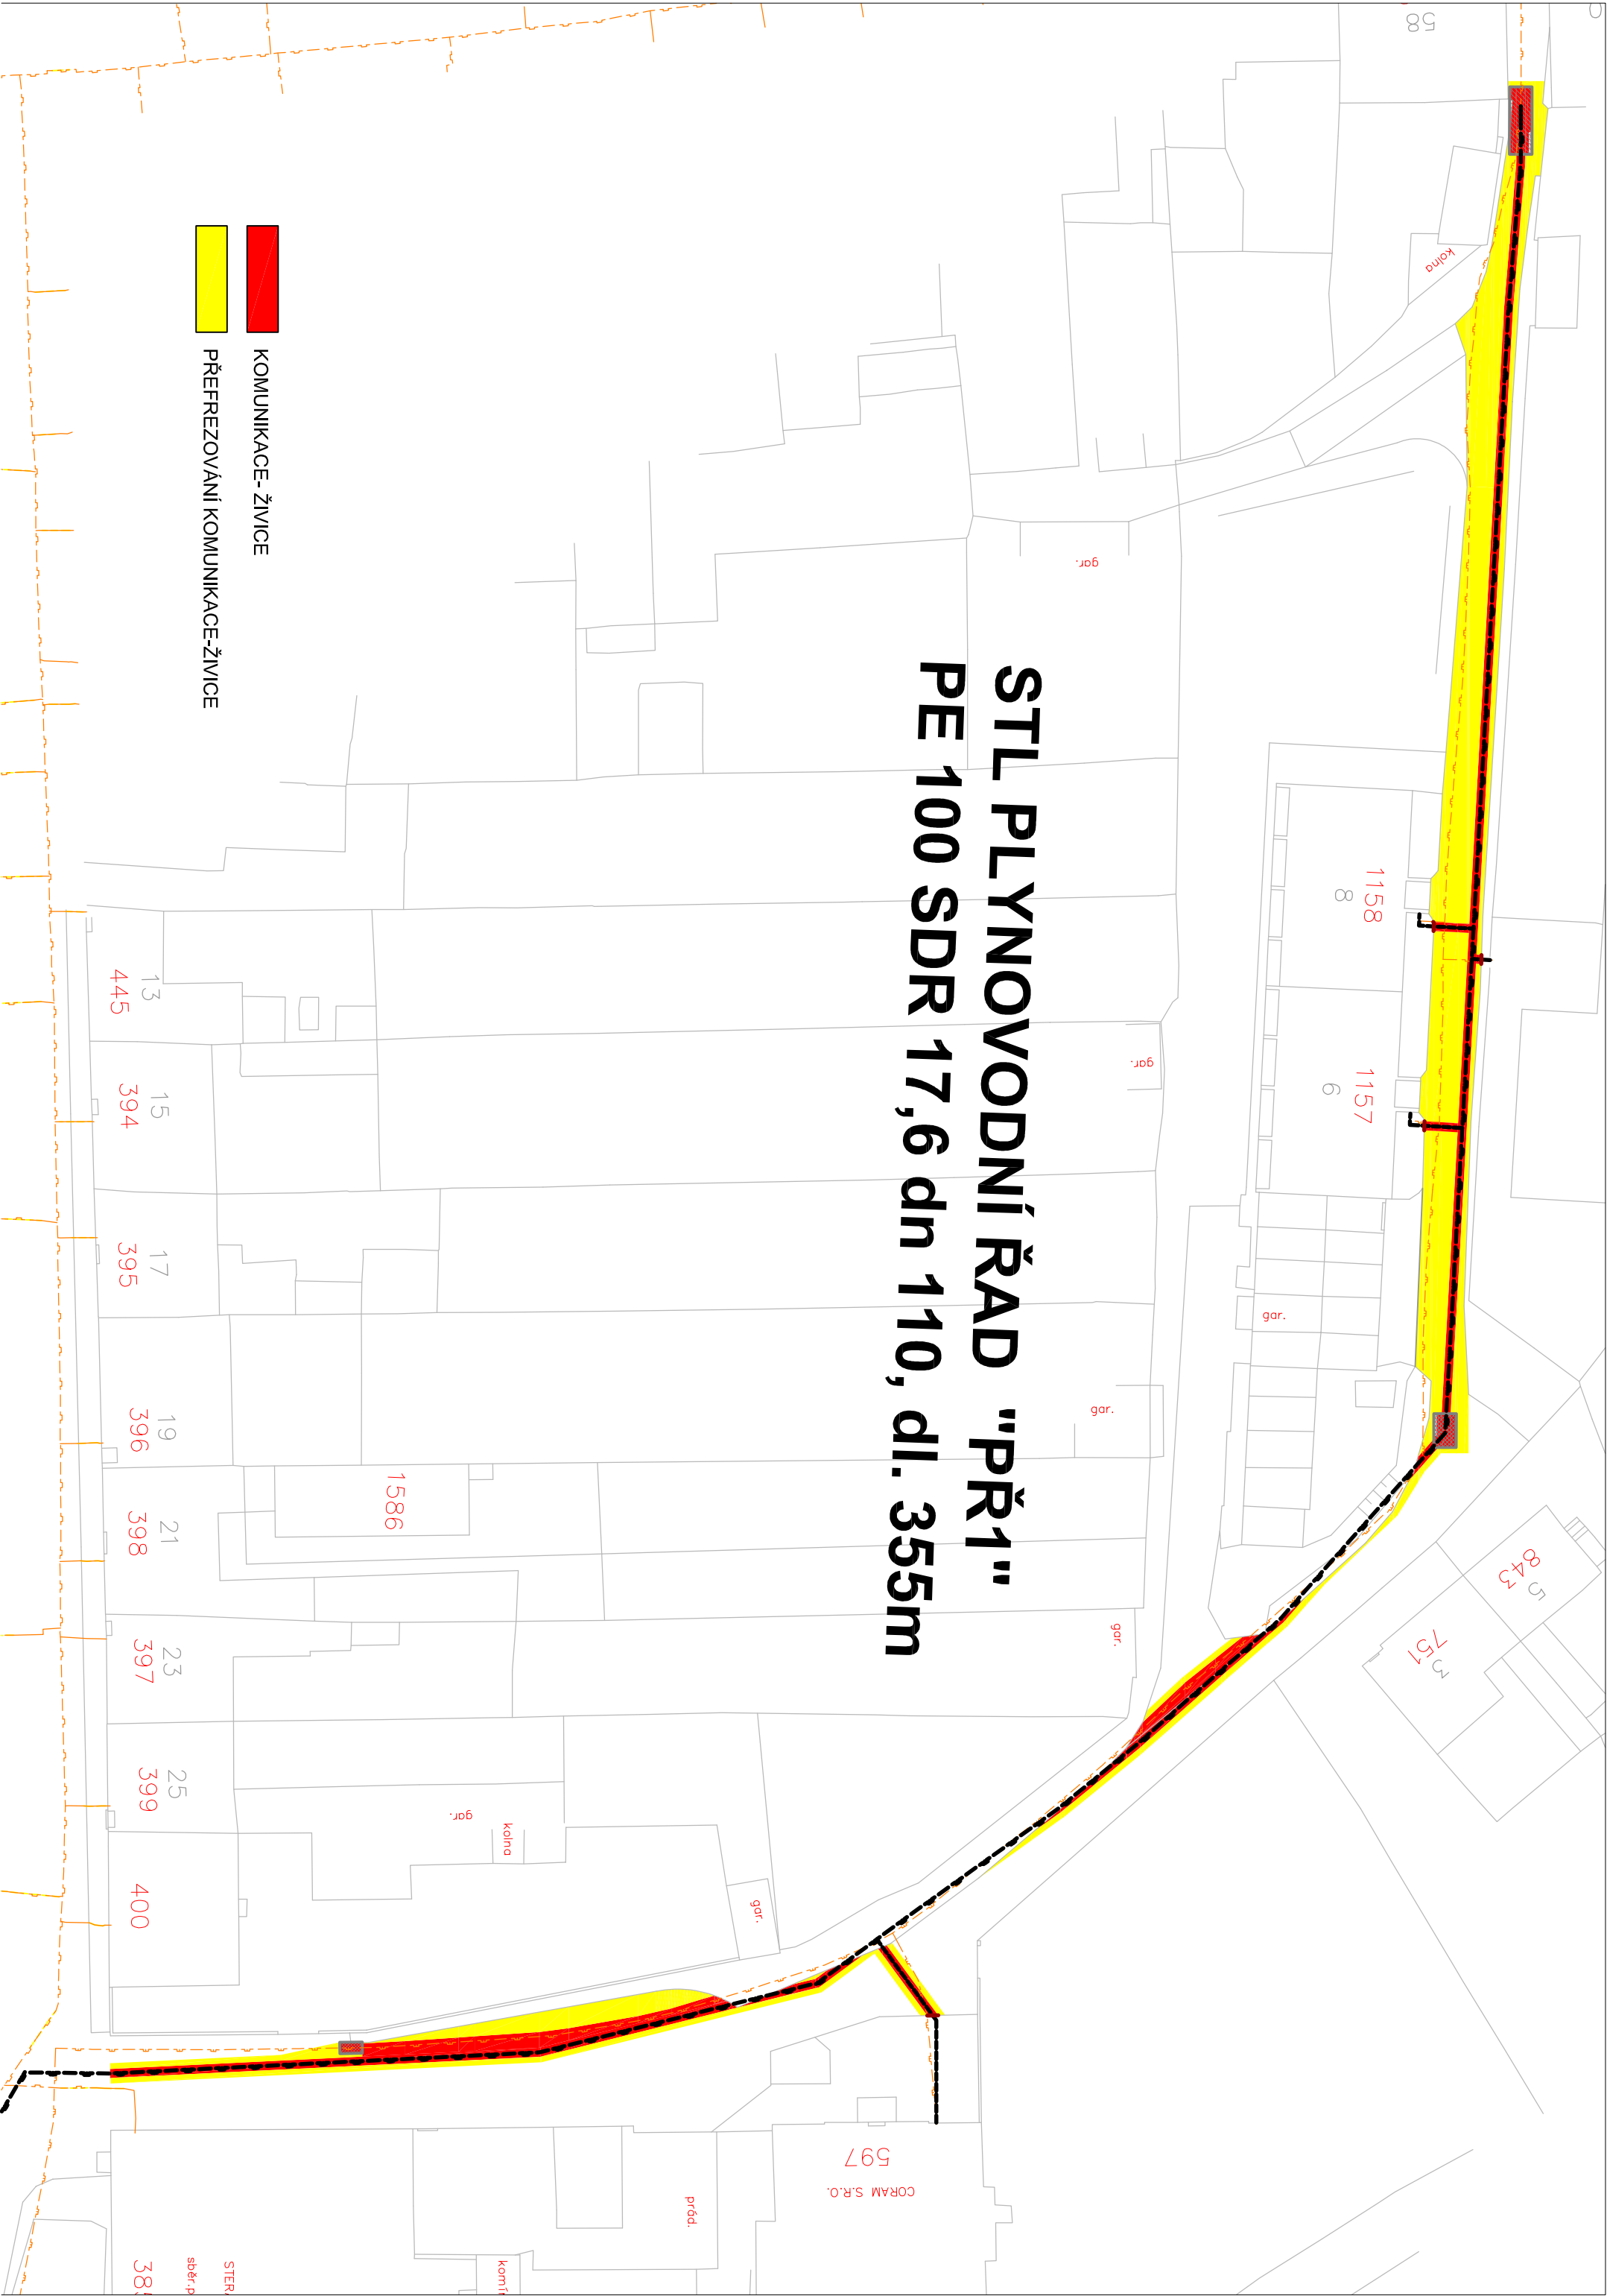 58
kolna
gar.
STL PLYNOVODNÍ ŘAD "PŘ1"
PE 100 SDR 17,6 dn 110, dl. 355m
KOMUNIKACE- ŽIVICE
PŘEFREZOVÁNÍ KOMUNIKACE-ŽIVICE
1158
8
1157
6
gar.
gar.
gar.
gar.
843
5
751
3
13
445
15
394
17
395
19
396
1586
21
398
23
397
25
399
400
gar.
kolna
gar.
597
CORAM S.R.O.
prád.